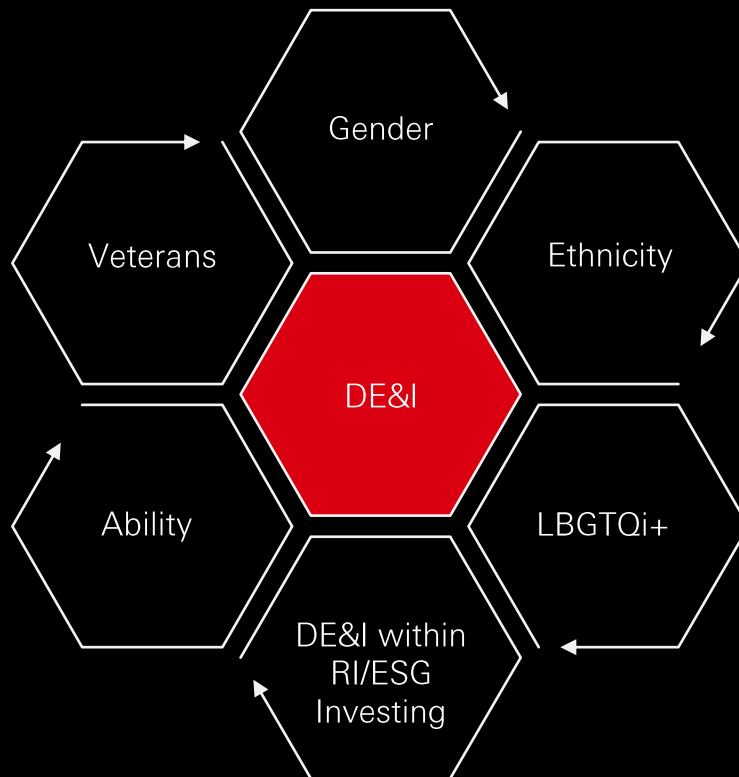 Gender
Veterans
Ethnicity
DE&I
Ability
LBGTQi+
DE&I within
RI/ESG
Investing